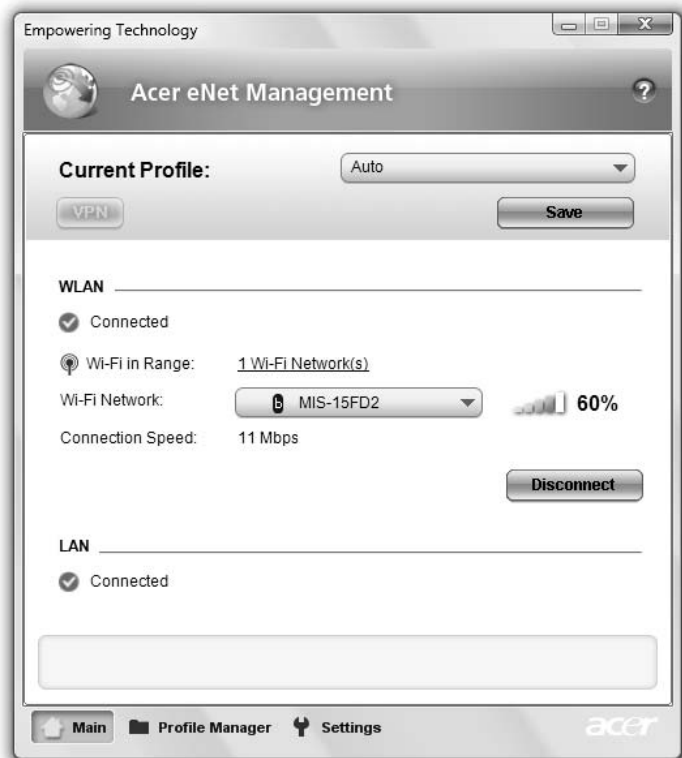 Empowering Technology
Acer eNet Management
?
Current Profile:
Auto
VPN
Save
WLAN
Connected
Wi-Fi in Range:
1 Wi-Fi Network(s)
Wi-Fi Network:
b MIS-15FD2
60%
Connection Speed:
11 Mbps
Disconnect
LAN
Connected
Main
Profile Manager
Settings
acer